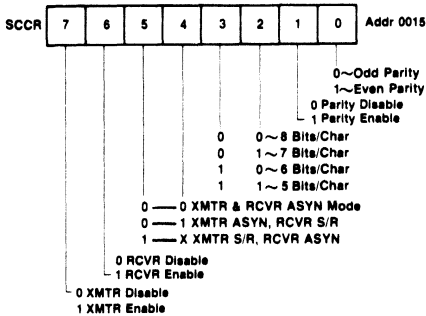 SCCR 7 6 5 4 3 2 1 0 Addr 0015
0~Odd Parity
1~Even Parity
0 Parity Disable
1 Parity Enable
0 0~8 Bits/Char
0 1~7 Bits/Char
1 0~6 Bits/Char
1 1~5 Bits/Char
0 — 0 XMTR & RCVR ASYN Mode
0 — 1 XMTR ASYN, RCVR S/R
1 — X XMTR S/R, RCVR ASYN
0 RCVR Disable
1 RCVR Enable
0 XMTR Disable
1 XMTR Enable